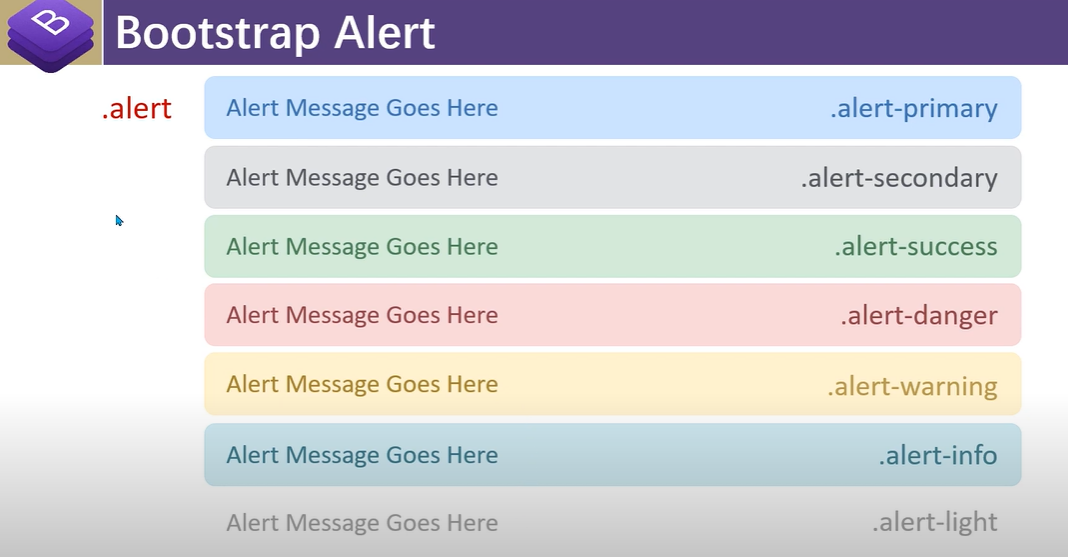 B
Bootstrap Alert
.alert
Alert Message Goes Here .alert-primary
Alert Message Goes Here .alert-secondary
Alert Message Goes Here .alert-success
Alert Message Goes Here .alert-danger
Alert Message Goes Here .alert-warning
Alert Message Goes Here .alert-info
Alert Message Goes Here .alert-light